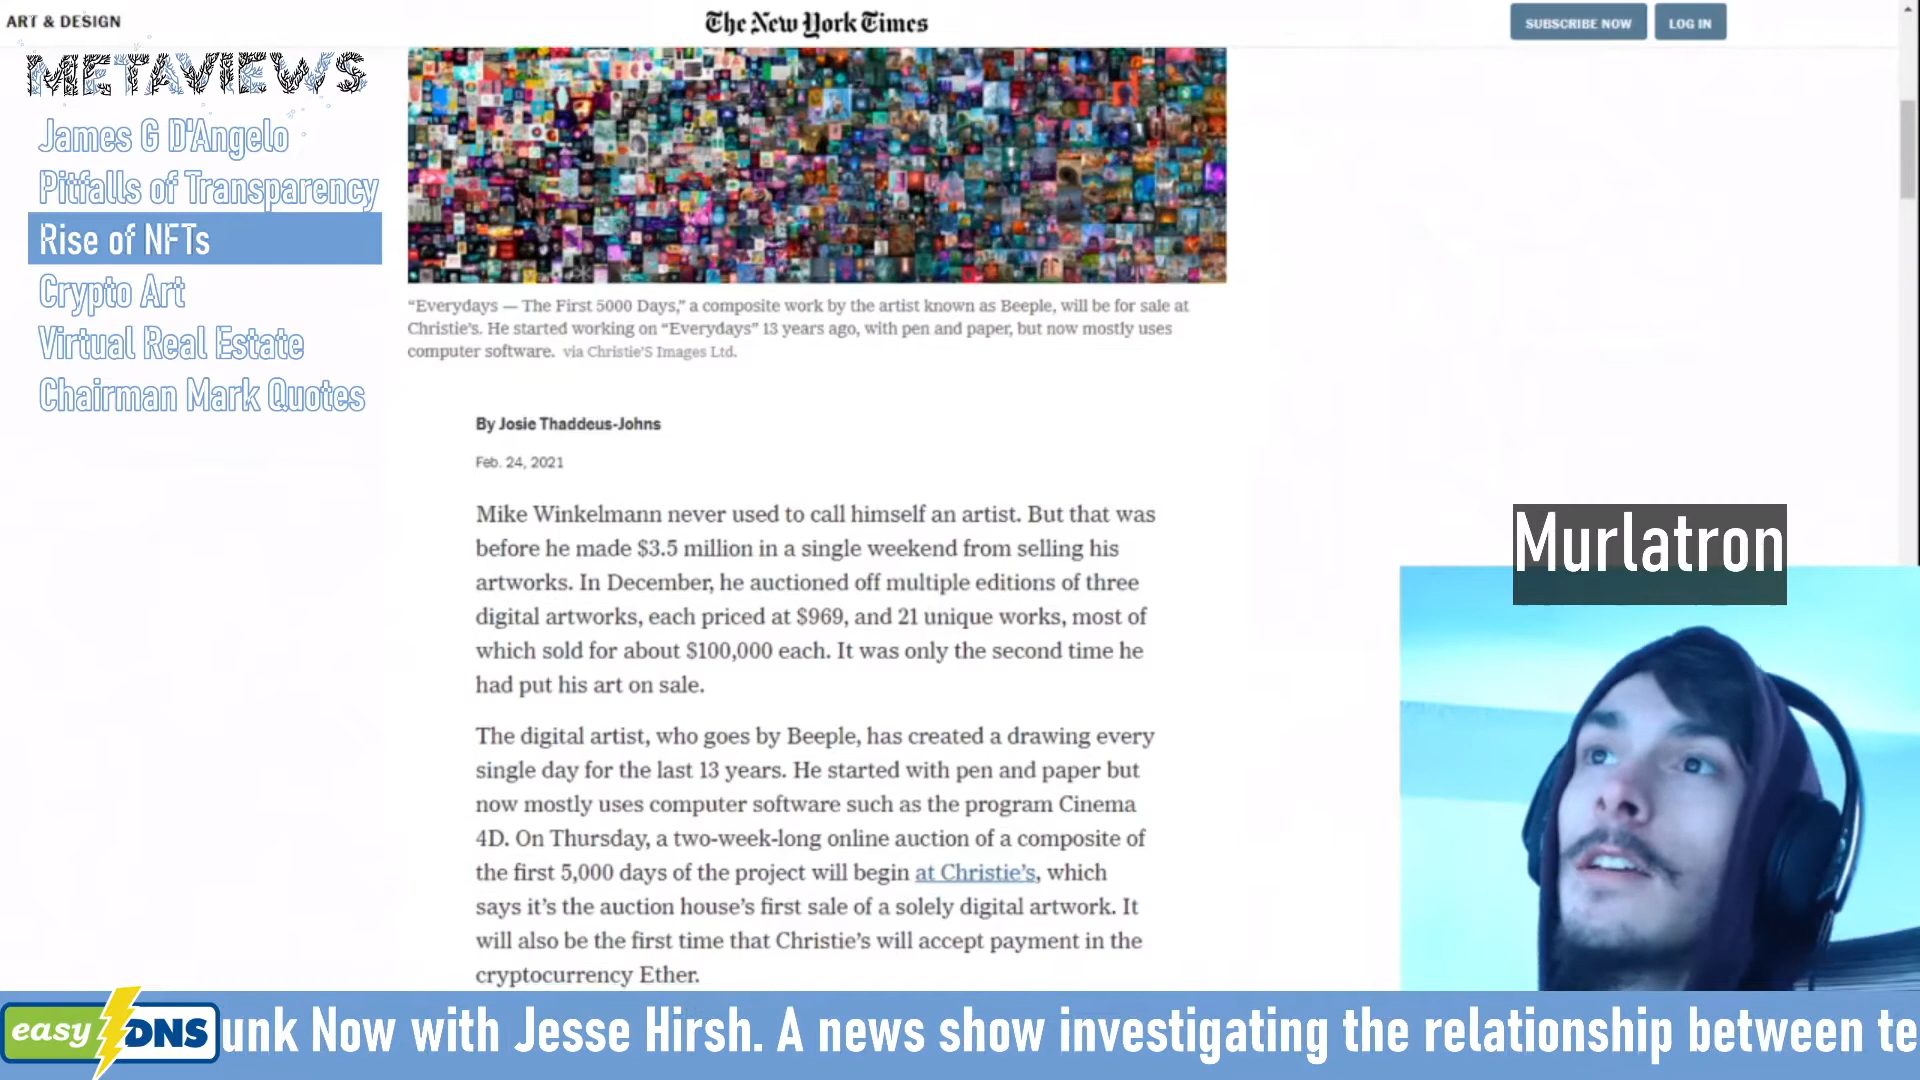 ART & DESIGN
The New York Times
SUBSCRIBE NOW
LOG IN
METAVIEWS
James G D'Angelo
Pitfalls of Transparency
Rise of NFTs
Crypto Art
Virtual Real Estate
Chairman Mark Quotes
“Everydays — The First 5000 Days,” a composite work by the artist known as Beeple, will be for sale at
Christie’s. He started working on “Everydays” 13 years ago, with pen and paper, but now mostly uses
computer software. via Christie’S Images Ltd.
By Josie Thaddeus-Johns
Feb. 24, 2021
Mike Winkelmann never used to call himself an artist. But that was
before he made $3.5 million in a single weekend from selling his
artworks. In December, he auctioned off multiple editions of three
digital artworks, each priced at $969, and 21 unique works, most of
which sold for about $100,000 each. It was only the second time he
had put his art on sale.
The digital artist, who goes by Beeple, has created a drawing every
single day for the last 13 years. He started with pen and paper but
now mostly uses computer software such as the program Cinema
4D. On Thursday, a two-week-long online auction of a composite of
the first 5,000 days of the project will begin at Christie’s, which
says it’s the auction house’s first sale of a solely digital artwork. It
will also be the first time that Christie’s will accept payment in the
cryptocurrency Ether.
Murlatron
easyDNS
unk Now with Jesse Hirsh. A news show investigating the relationship between te